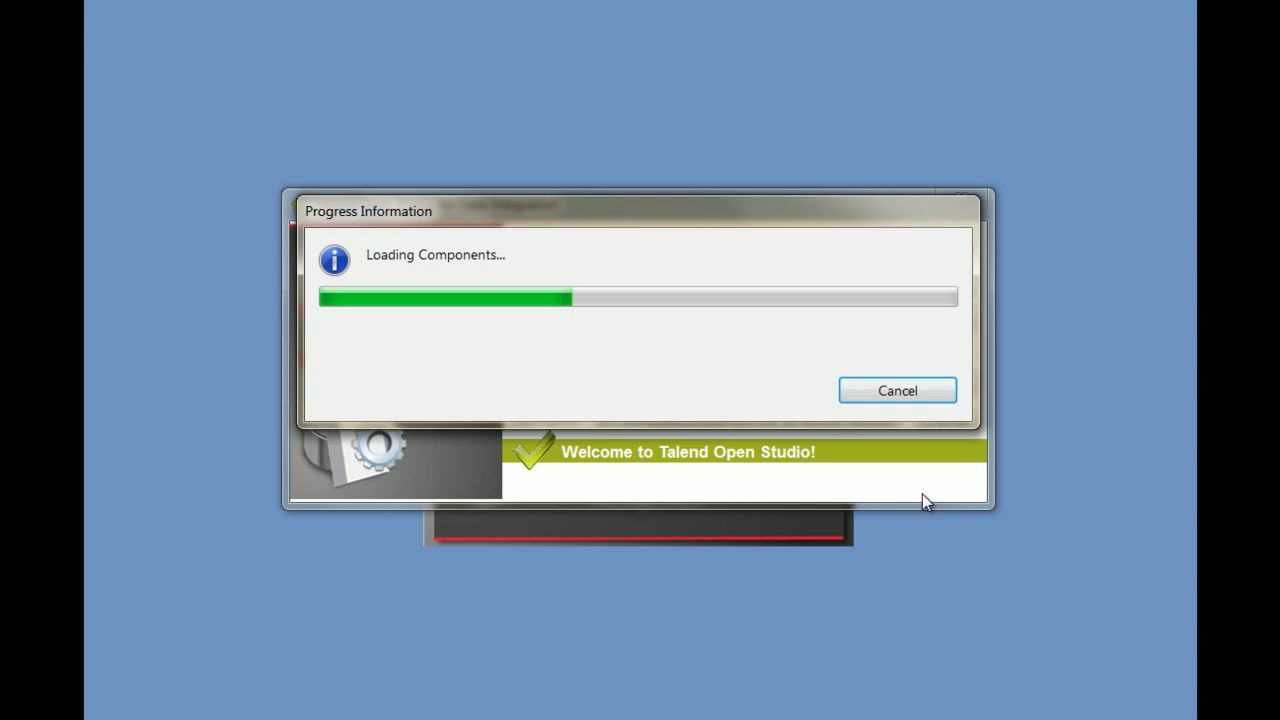 Progress Information
Loading Components...
Cancel
Welcome to Talend Open Studio!